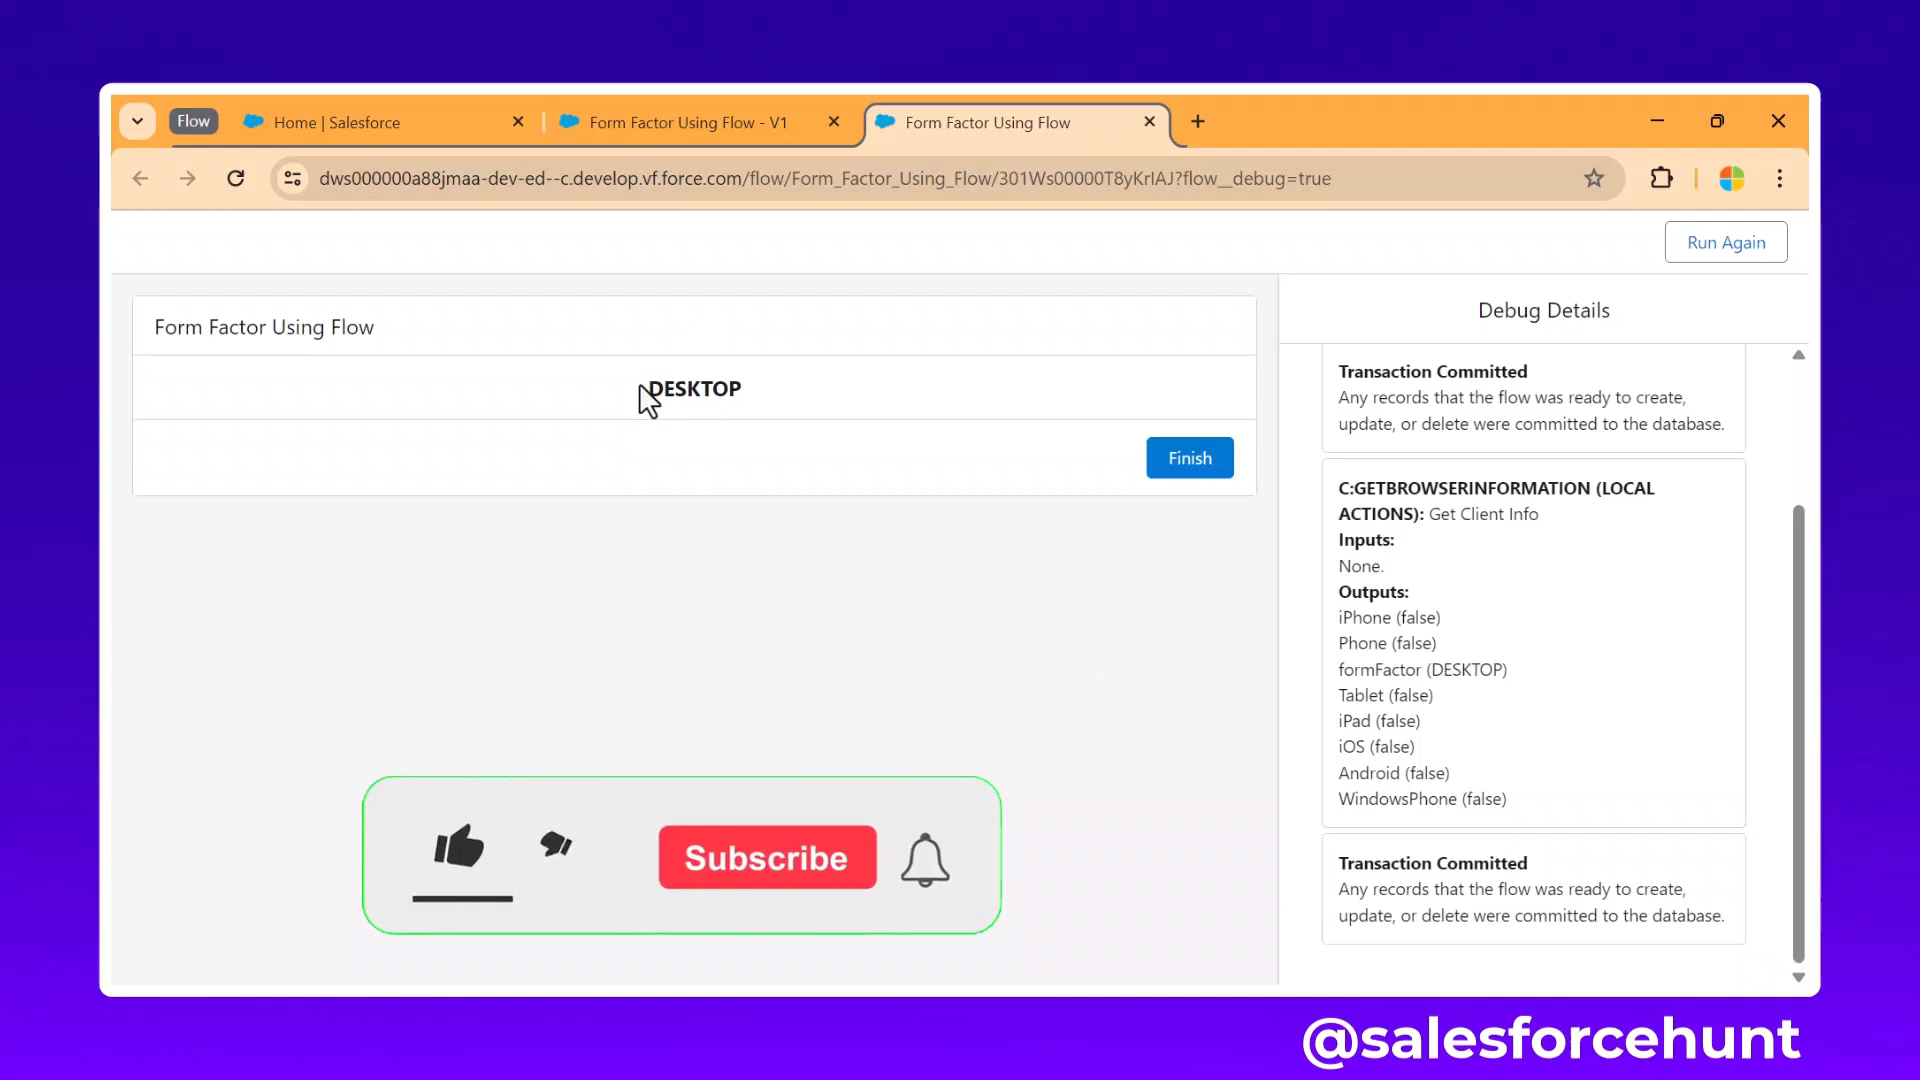 Flow
Home | Salesforce
Form Factor Using Flow - V1
Form Factor Using Flow
dws000000a88jmaa-dev-ed--c.develop.vf.force.com/flow/Form_Factor_Using_Flow/301Ws00000T8yKrIAJ?flow__debug=true
Run Again
Form Factor Using Flow
DESKTOP
Finish
Debug Details
Transaction Committed
Any records that the flow was ready to create,
update, or delete were committed to the database.
C:GETBROWSERINFORMATION (LOCAL
ACTIONS): Get Client Info
Inputs:
None.
Outputs:
iPhone (false)
Phone (false)
formFactor (DESKTOP)
Tablet (false)
iPad (false)
iOS (false)
Android (false)
WindowsPhone (false)
Transaction Committed
Any records that the flow was ready to create,
update, or delete were committed to the database.
Subscribe
@salesforcehunt